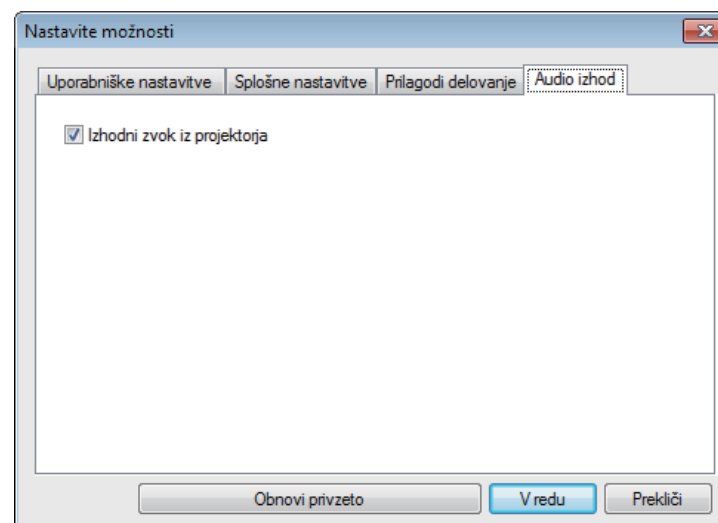 Nastavite možnosti
Uporabniške nastavitve Splošne nastavitve Prilagodi delovanje Audio izhod
Izhodni zvok iz projektorja
Obnovi privzeto V redu Prekliči